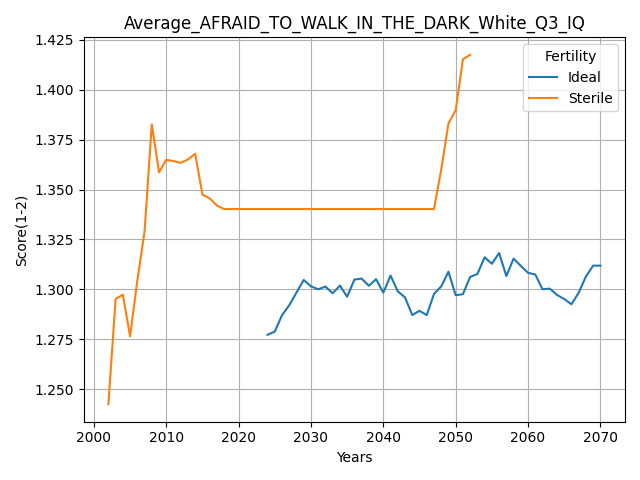 Average_AFRAID_TO_WALK_IN_THE_DARK_White_Q3_IQ
Score(1-2)
1.425
1.400
1.375
1.350
1.325
1.300
1.275
1.250
Fertility
Ideal
Sterile
2000 2010 2020 2030 2040 2050 2060 2070
Years